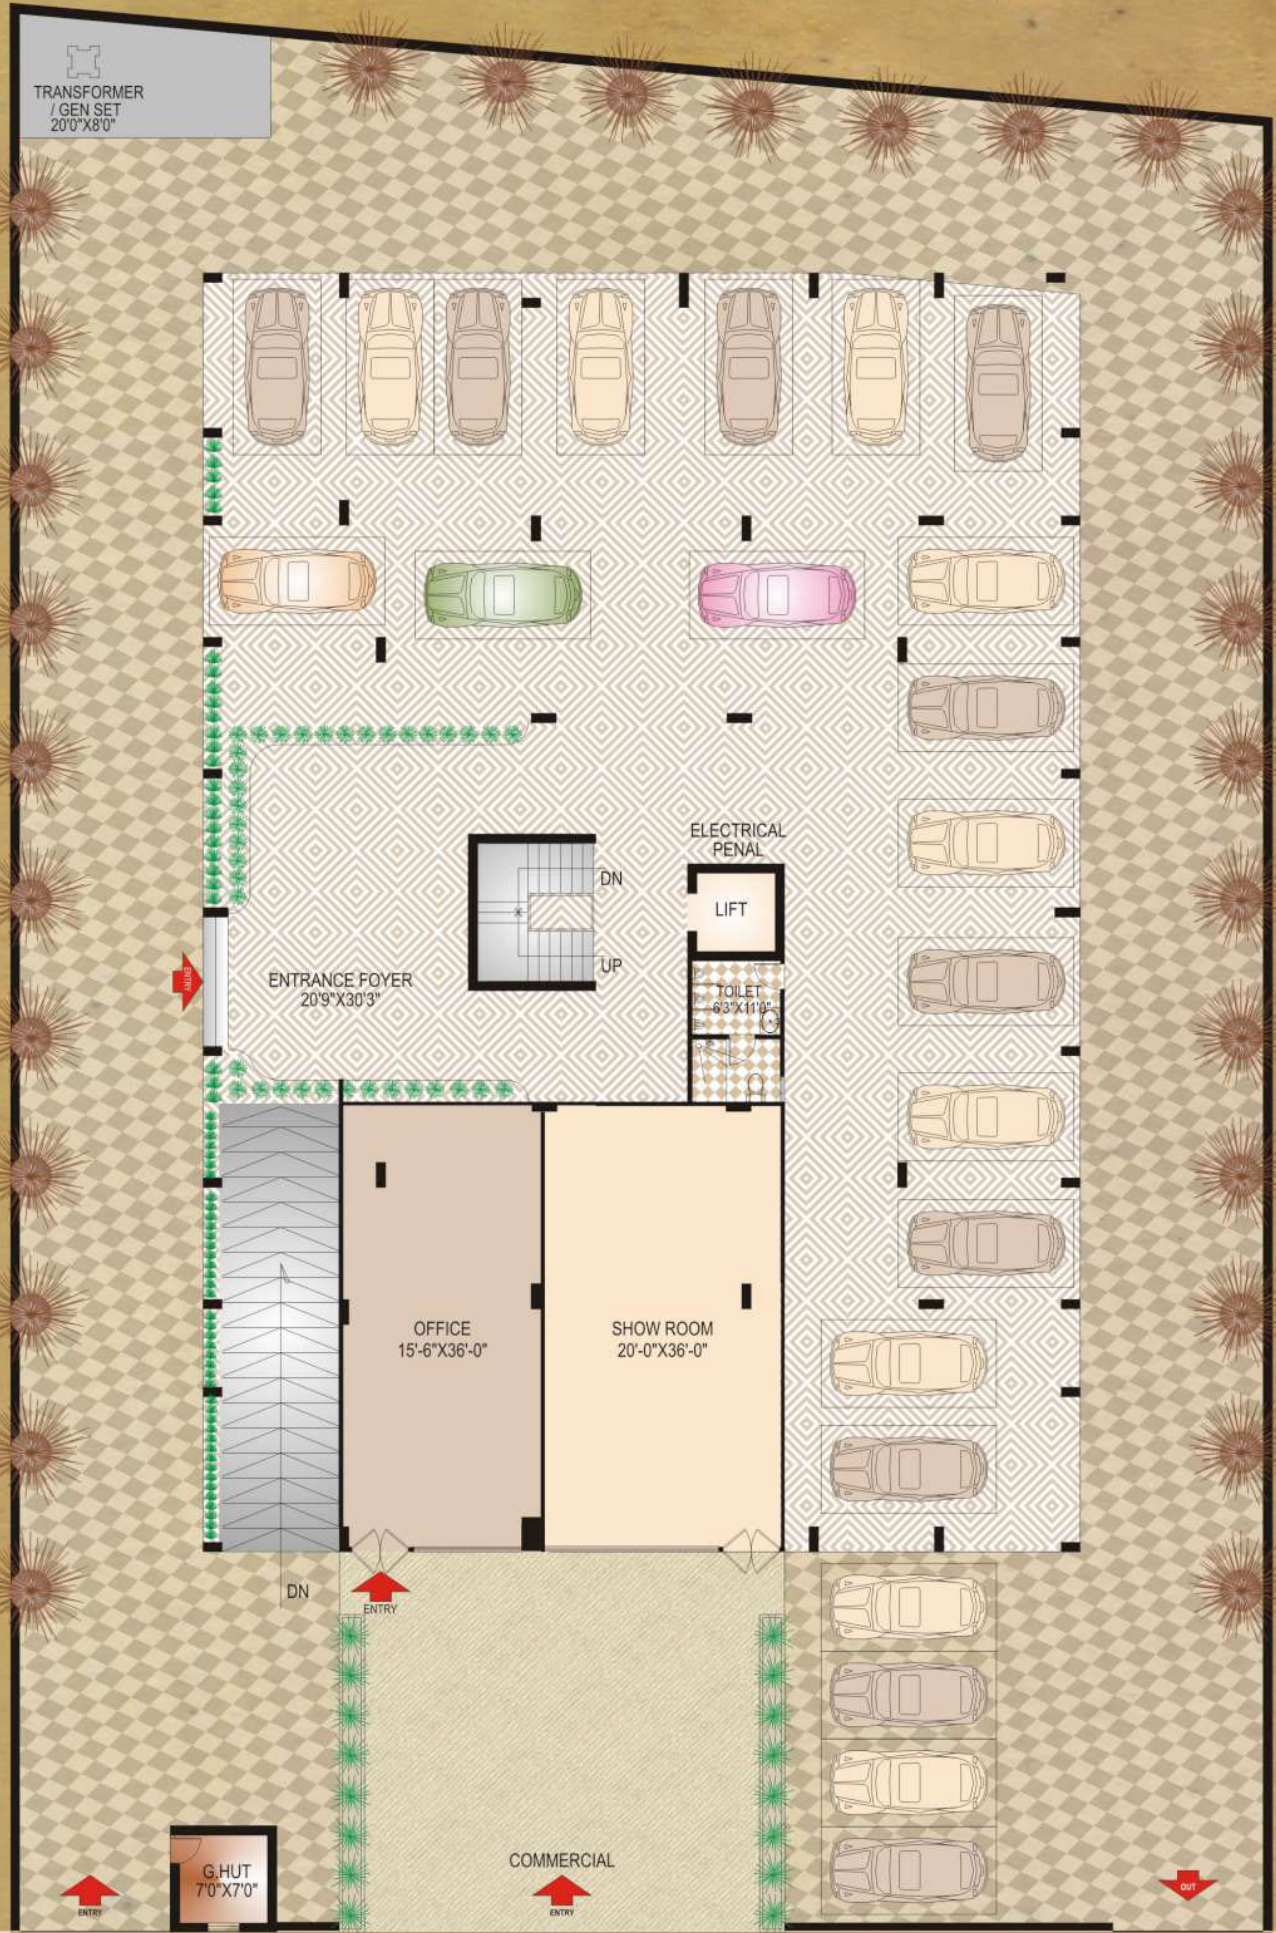 TRANSFORMER
/ GEN SET
20'0"X8'0"
ELECTRICAL
PENAL
DN
LIFT
UP
ENTRY
ENTRANCE FOYER
20'9"X30'3"
TOILET
6'3"X11'0"
OFFICE
15'-6"X36'-0"
SHOW ROOM
20'-0"X36'-0"
DN
ENTRY
COMMERCIAL
G.HUT
7'0"X7'0"
ENTRY
ENTRY
OUT